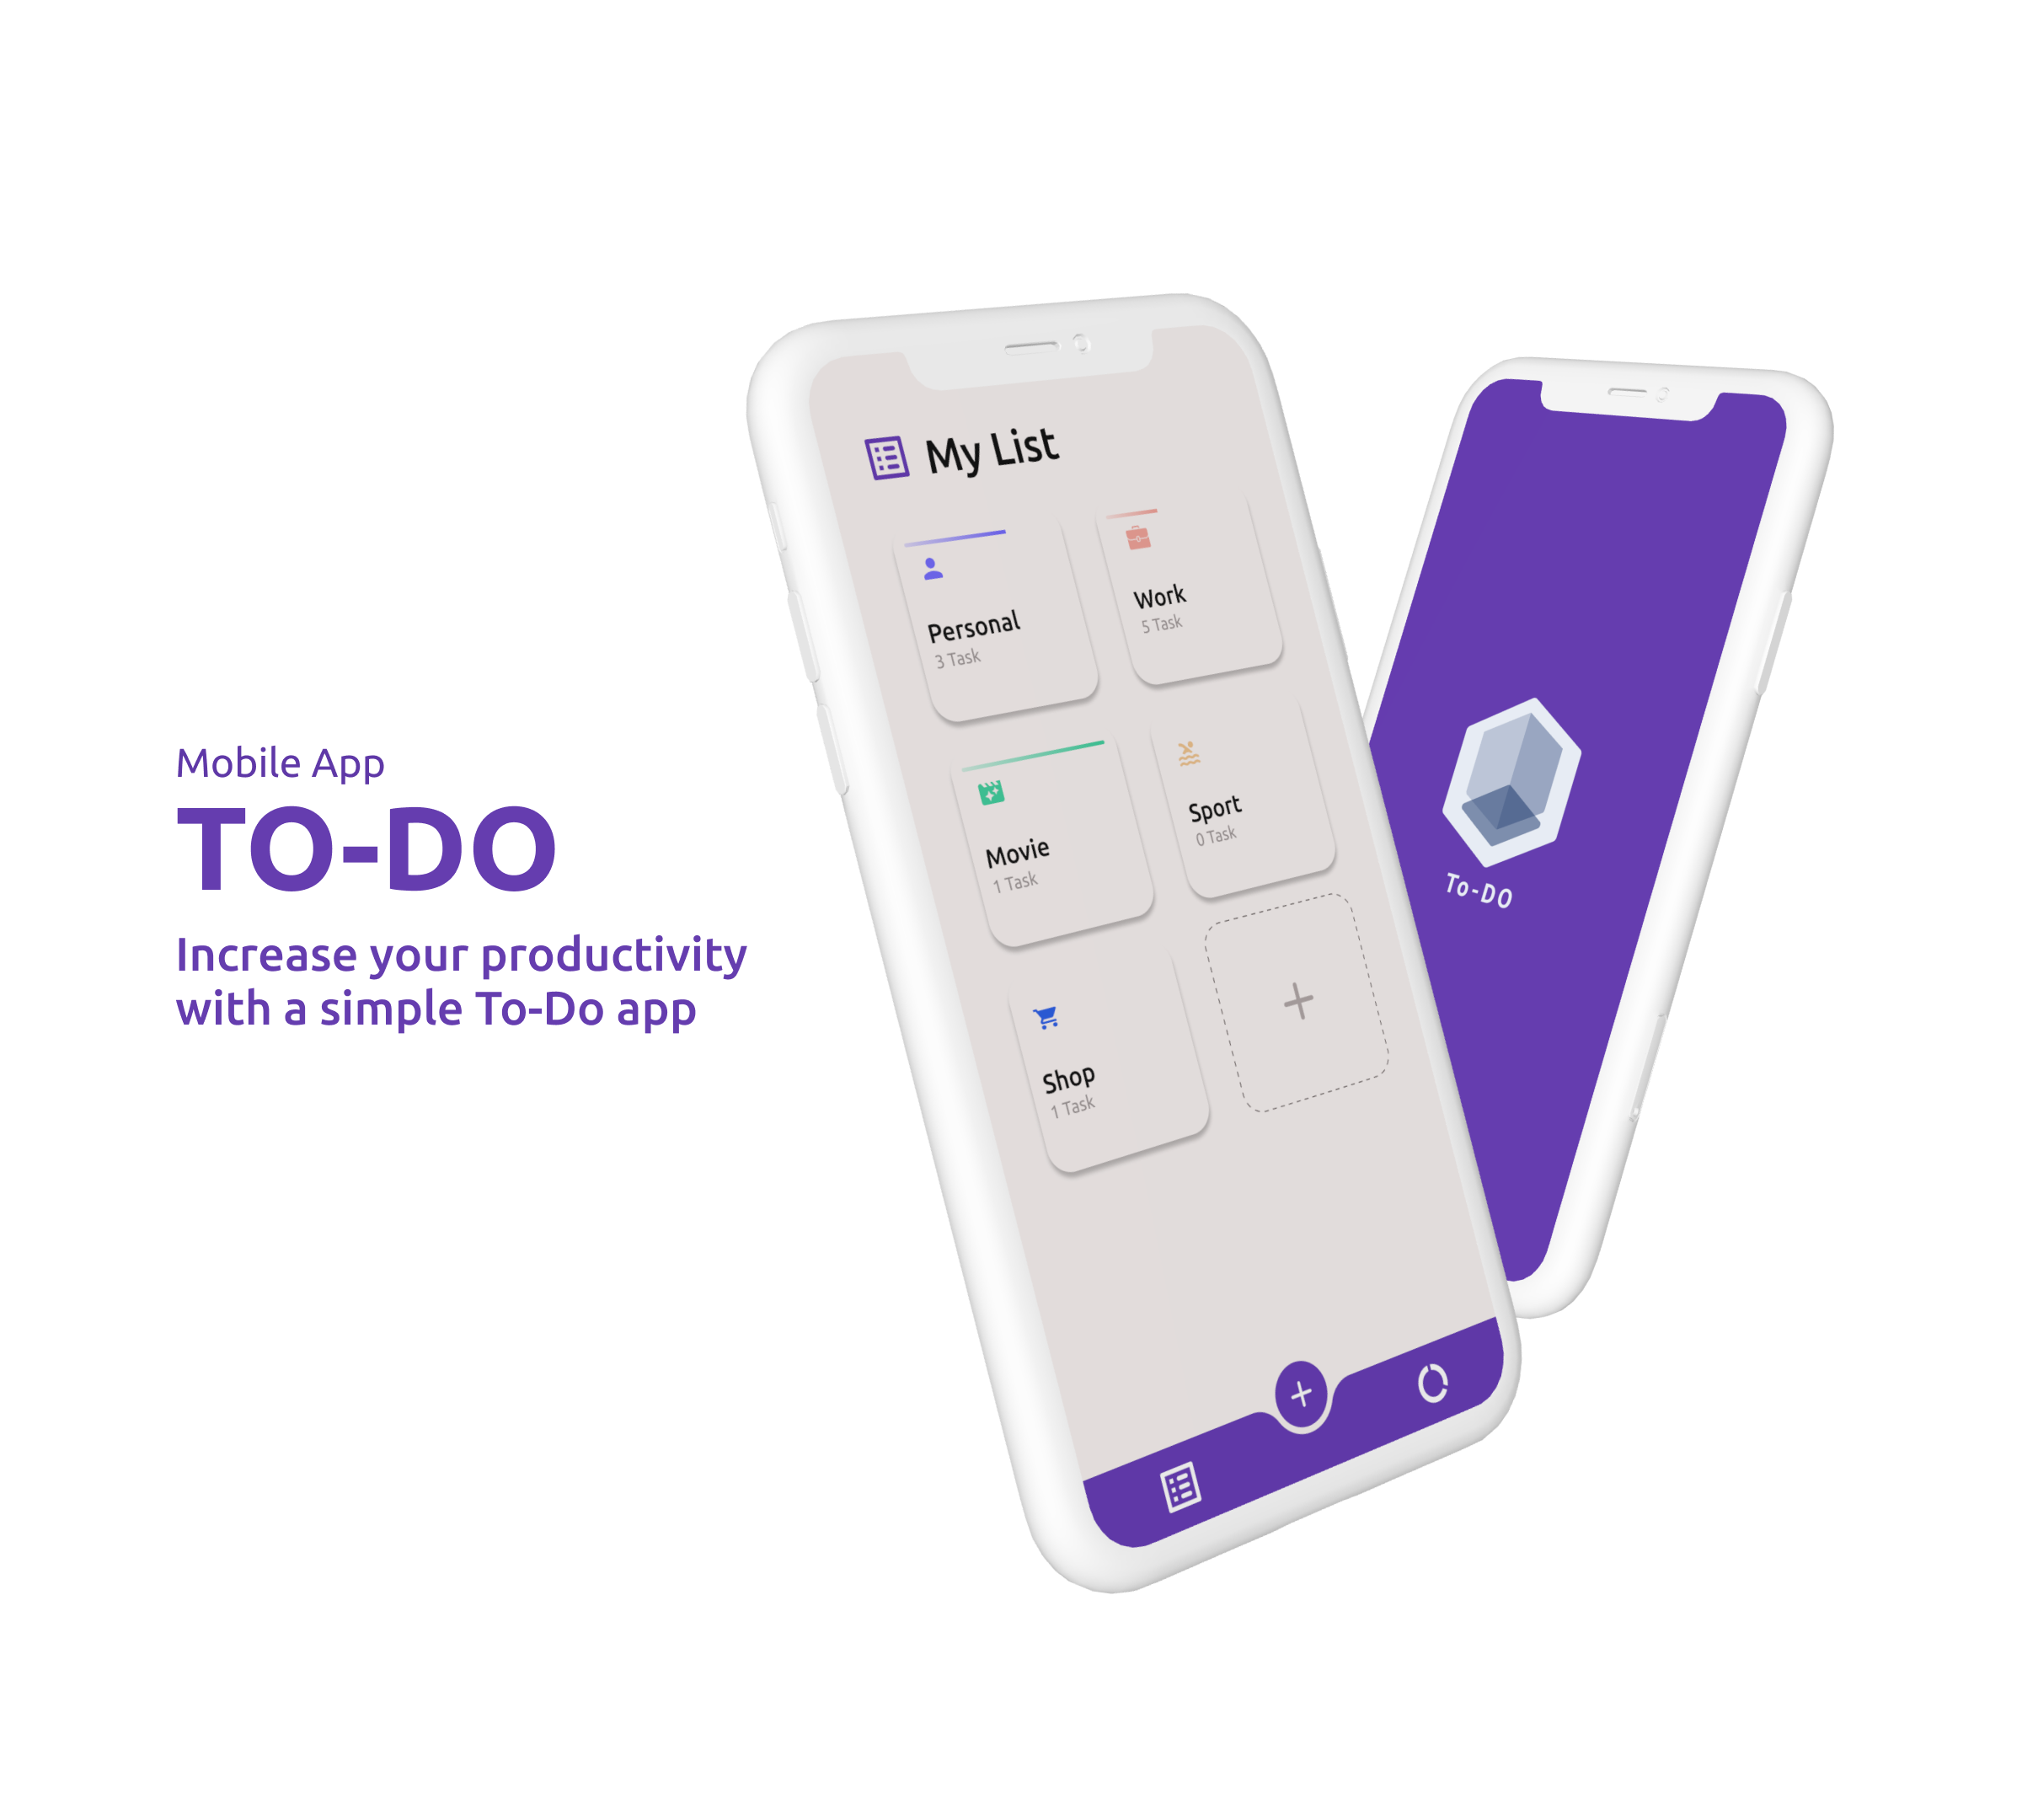 Mobile App
TO-DO
Increase your productivity
with a simple To-Do app
My List
Personal
3 Task
Work
5 Task
Movie
1 Task
Sport
0 Task
Shop
1 Task
To-DO